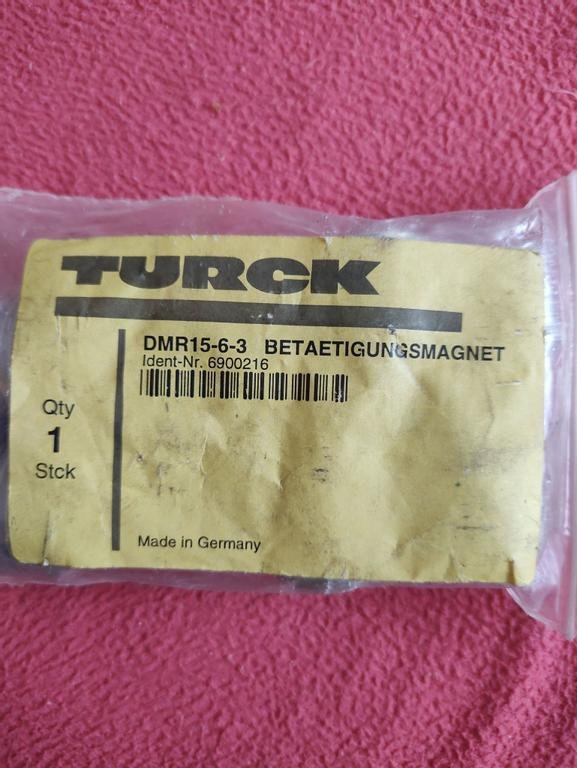 TURCK
DMR15-6-3 BETAETIGUNGSMAGNET
Ident-Nr. 6900216
Qty
1
Stck
Made in Germany